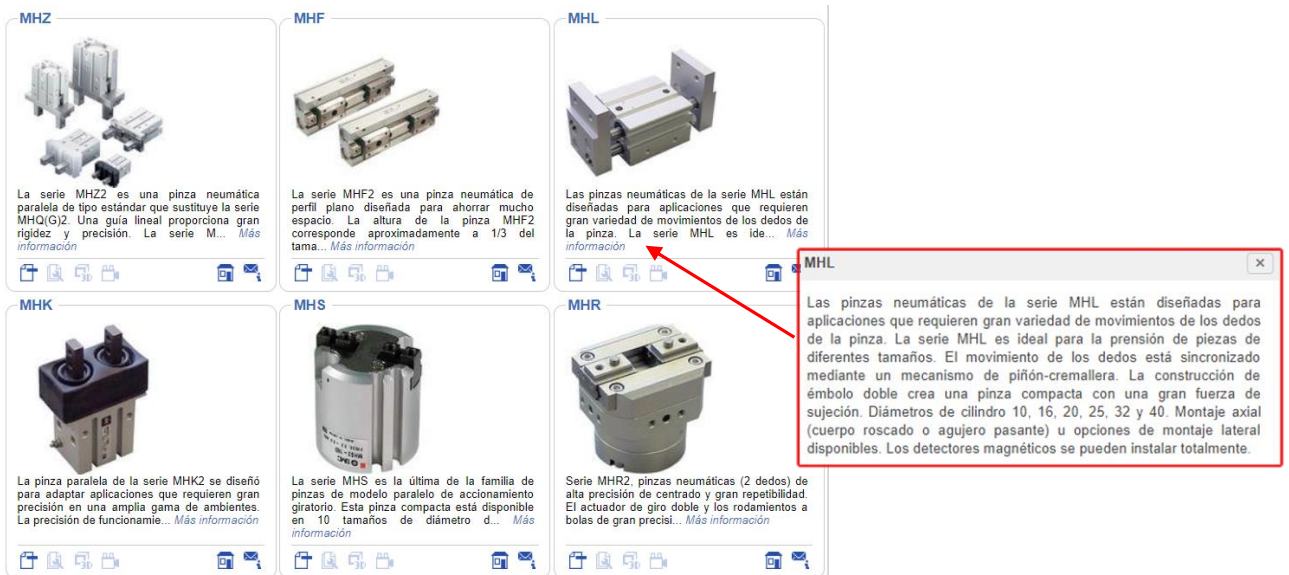 MHZ
La serie MHZ2 es una pinza neumática
paralela de tipo estándar que sustituye la serie
MHQ(G)2. Una guía lineal proporciona gran
rigidez y precisión. La serie M... Más
información
MHF
La serie MHF2 es una pinza neumática de
perfil plano diseñada para ahorrar mucho
espacio. La altura de la pinza MHF2
corresponde aproximadamente a 1/3 del
tama... Más información
MHL
Las pinzas neumáticas de la serie MHL están
diseñadas para aplicaciones que requieren
gran variedad de movimientos de los dedos de
la pinza. La serie MHL es ide... Más
información
MHL
Las pinzas neumáticas de la serie MHL están diseñadas para
aplicaciones que requieren gran variedad de movimientos de los dedos
de la pinza. La serie MHL es ideal para la prensión de piezas de
diferentes tamaños. El movimiento de los dedos está sincronizado
mediante un mecanismo de piñón-cremallera. La construcción de
émbolo doble crea una pinza compacta con una gran fuerza de
sujeción. Diámetros de cilindro 10, 16, 20, 25, 32 y 40. Montaje axial
(cuerpo roscado o agujero pasante) u opciones de montaje lateral
disponibles. Los detectores magnéticos se pueden instalar totalmente.
MHK
La pinza paralela de la serie MHK2 se diseñó
para adaptar aplicaciones que requieren gran
precisión en una amplia gama de ambientes.
La precisión de funcionamie... Más información
MHS
SMC
La serie MHS es la última de la familia de
pinzas de modelo paralelo de accionamiento
giratorio. Esta pinza compacta está disponible
en 10 tamaños de diámetro d... Más
información
MHR
Serie MHR2, pinzas neumáticas (2 dedos) de
alta precisión de centrado y gran repetibilidad.
El actuador de giro doble y los rodamientos a
bolas de gran precisi... Más información